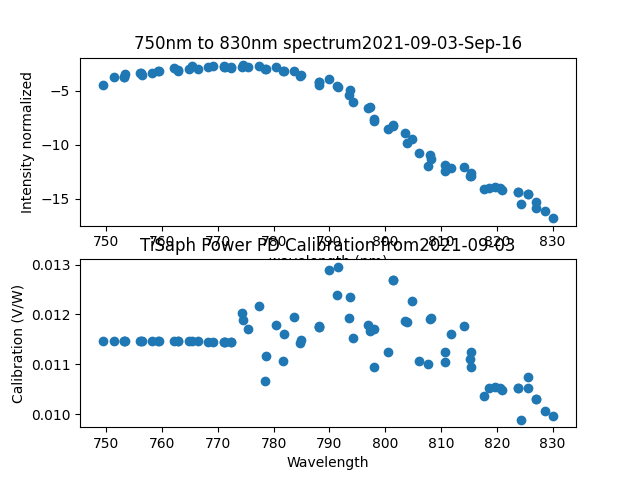 750nm to 830nm spectrum2021-09-03-Sep-16
Intensity normalized
−5
−10
−15
750 760 770 780 790 800 810 820 830
wavelength (nm)
TiSaph Power PD Calibration from2021-09-03
Calibration (V/W)
0.013
0.012
0.011
0.010
750 760 770 780 790 800 810 820 830
Wavelength